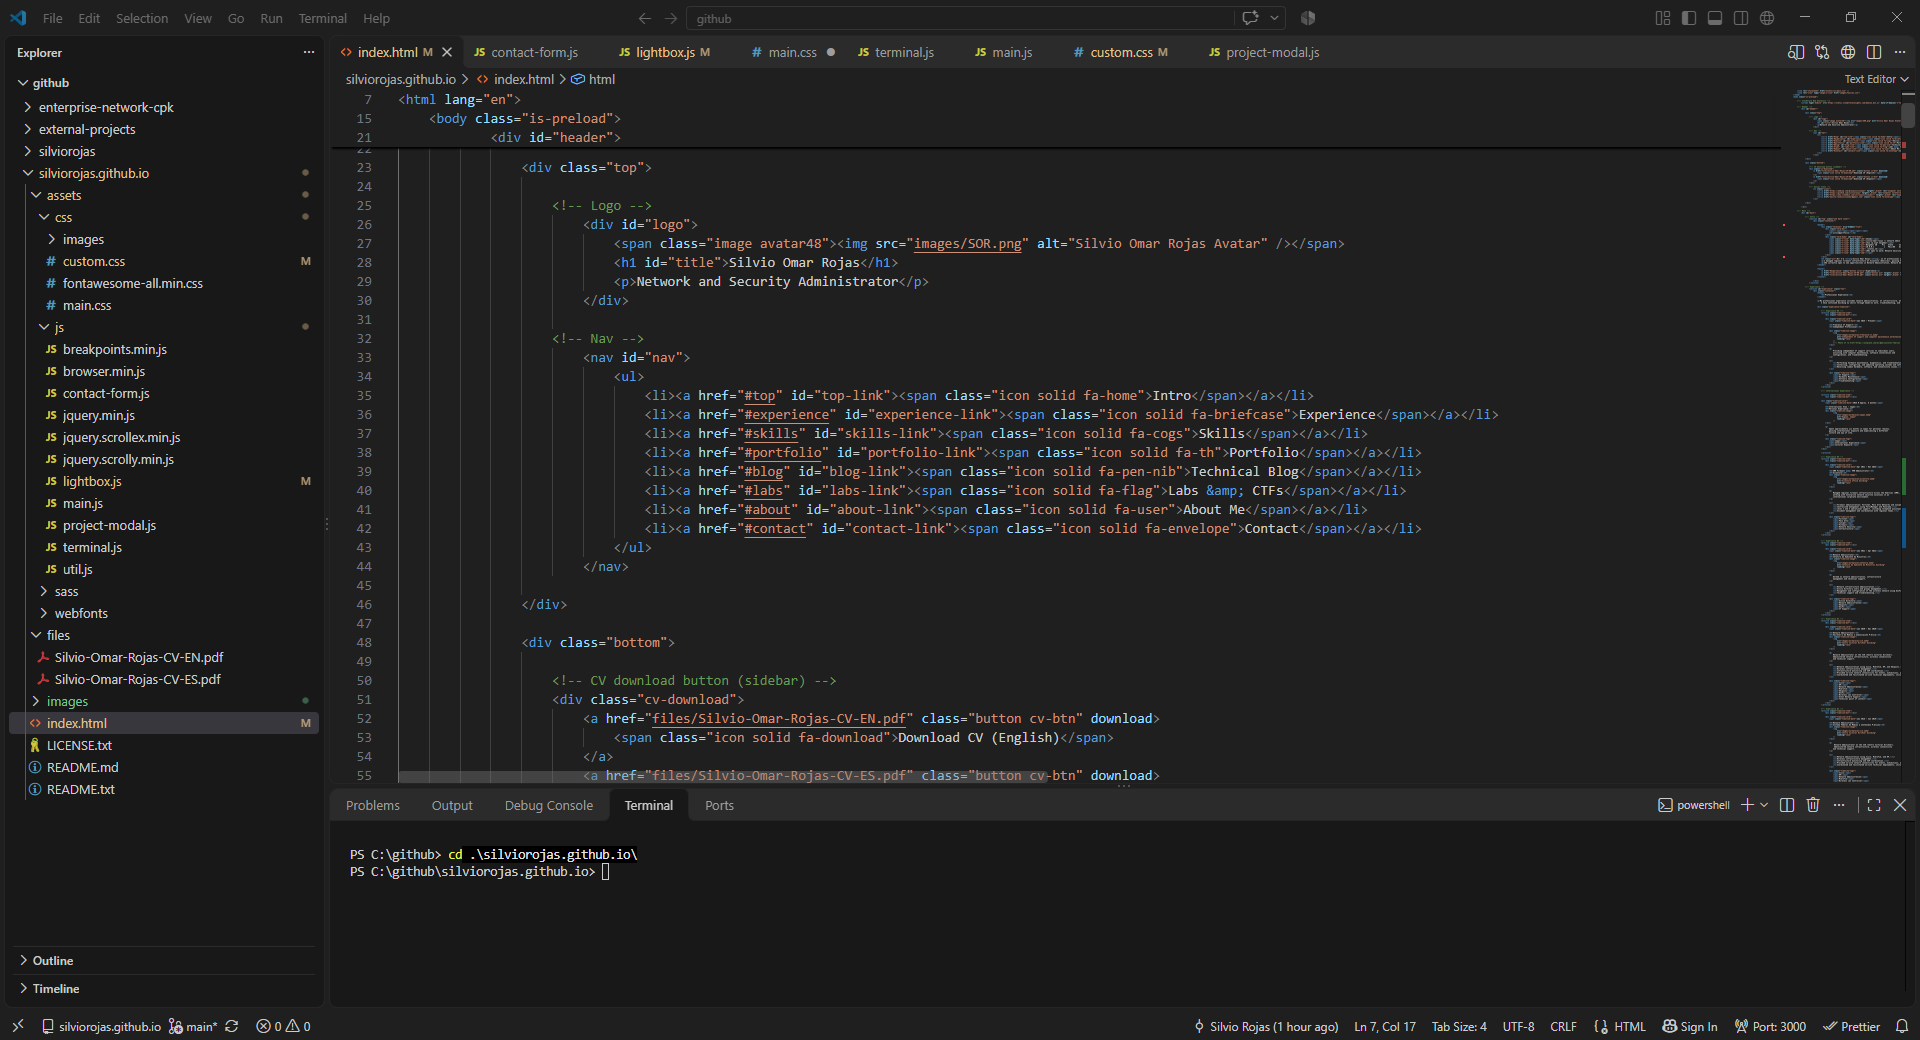 File Edit Selection View Go Run Terminal Help
github
Explorer
github
enterprise-network-cpk
external-projects
silviorojas
silviorojas.github.io
assets
css
images
# custom.css M
# fontawesome-all.min.css
# main.css
js
JS breakpoints.min.js
JS browser.min.js
JS contact-form.js
JS jquery.min.js
JS jquery.scrollex.min.js
JS jquery.scrolly.min.js
JS lightbox.js M
JS main.js
JS project-modal.js
JS terminal.js
JS util.js
sass
webfonts
files
Silvio-Omar-Rojas-CV-EN.pdf
Silvio-Omar-Rojas-CV-ES.pdf
images
index.html M
LICENSE.txt
README.md
README.txt
Outline
Timeline
index.html M JS contact-form.js JS lightbox.js M # main.css JS terminal.js JS main.js # custom.css M JS project-modal.js
silviorojas.github.io > index.html > html
Text Editor
7 <html lang="en">
15 <body class="is-preload">
21 <div id="header">
22
23 <div class="top">
24
25 <!-- Logo -->
26 <div id="logo">
27 <span class="image avatar48"><img src="images/SOR.png" alt="Silvio Omar Rojas Avatar" /></span>
28 <h1 id="title">Silvio Omar Rojas</h1>
29 <p>Network and Security Administrator</p>
30 </div>
31
32 <!-- Nav -->
33 <nav id="nav">
34 <ul>
35 <li><a href="#top" id="top-link"><span class="icon solid fa-home">Intro</span></a></li>
36 <li><a href="#experience" id="experience-link"><span class="icon solid fa-briefcase">Experience</span></a></li>
37 <li><a href="#skills" id="skills-link"><span class="icon solid fa-cogs">Skills</span></a></li>
38 <li><a href="#portfolio" id="portfolio-link"><span class="icon solid fa-th">Portfolio</span></a></li>
39 <li><a href="#blog" id="blog-link"><span class="icon solid fa-pen-nib">Technical Blog</span></a></li>
40 <li><a href="#labs" id="labs-link"><span class="icon solid fa-flag">Labs &amp; CTFs</span></a></li>
41 <li><a href="#about" id="about-link"><span class="icon solid fa-user">About Me</span></a></li>
42 <li><a href="#contact" id="contact-link"><span class="icon solid fa-envelope">Contact</span></a></li>
43 </ul>
44 </nav>
45
46 </div>
47
48 <div class="bottom">
49
50 <!-- CV download button (sidebar) -->
51 <div class="cv-download">
52 <a href="files/Silvio-Omar-Rojas-CV-EN.pdf" class="button cv-btn" download>
53 <span class="icon solid fa-download">Download CV (English)</span>
54 </a>
55 <a href="files/Silvio-Omar-Rojas-CV-ES.pdf" class="button cv-btn" download>
Problems Output Debug Console Terminal Ports
powershell
PS C:\github> cd .\silviorojas.github.io\
PS C:\github\silviorojas.github.io>
silviorojas.github.io main* 0 0
Silvio Rojas (1 hour ago) Ln 7, Col 17 Tab Size: 4 UTF-8 CRLF HTML Sign In Port: 3000 Prettier